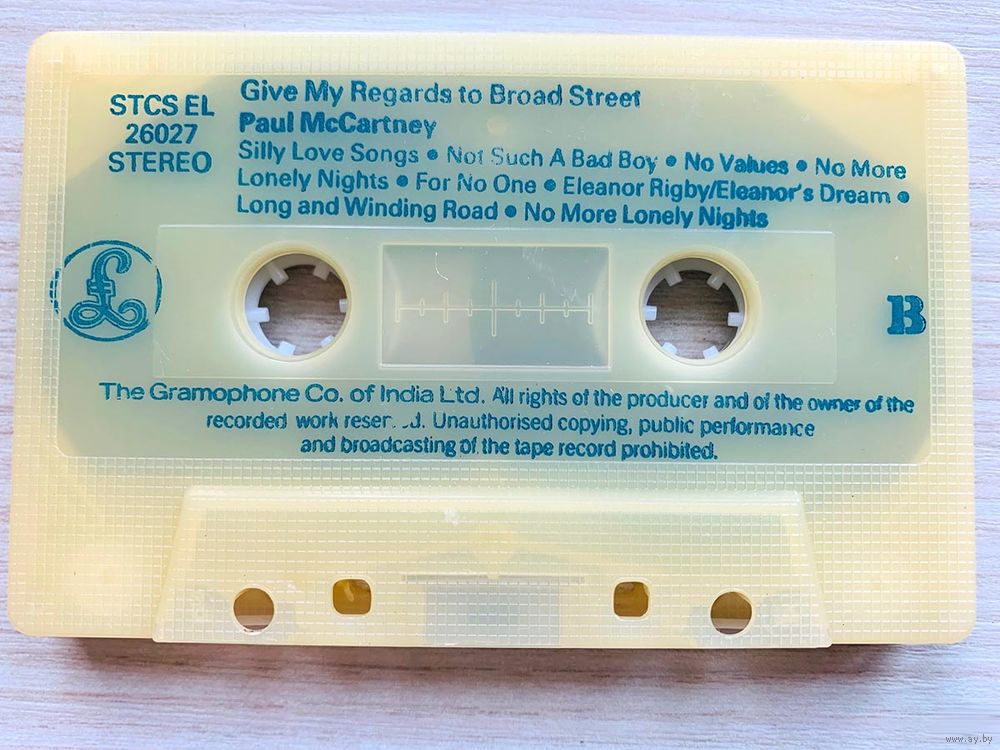 STCS EL
26027
STEREO
Give My Regards to Broad Street
Paul McCartney
Silly Love Songs • Not Such A Bad Boy • No Values • No More
Lonely Nights • For No One • Eleanor Rigby/Eleanor's Dream •
Long and Winding Road • No More Lonely Nights
£
B
The Gramophone Co. of India Ltd. All rights of the producer and of the owner of the
recorded work Unauthorised copying, public performance
and broadcasting of the tape record prohibited.
www.ay.by